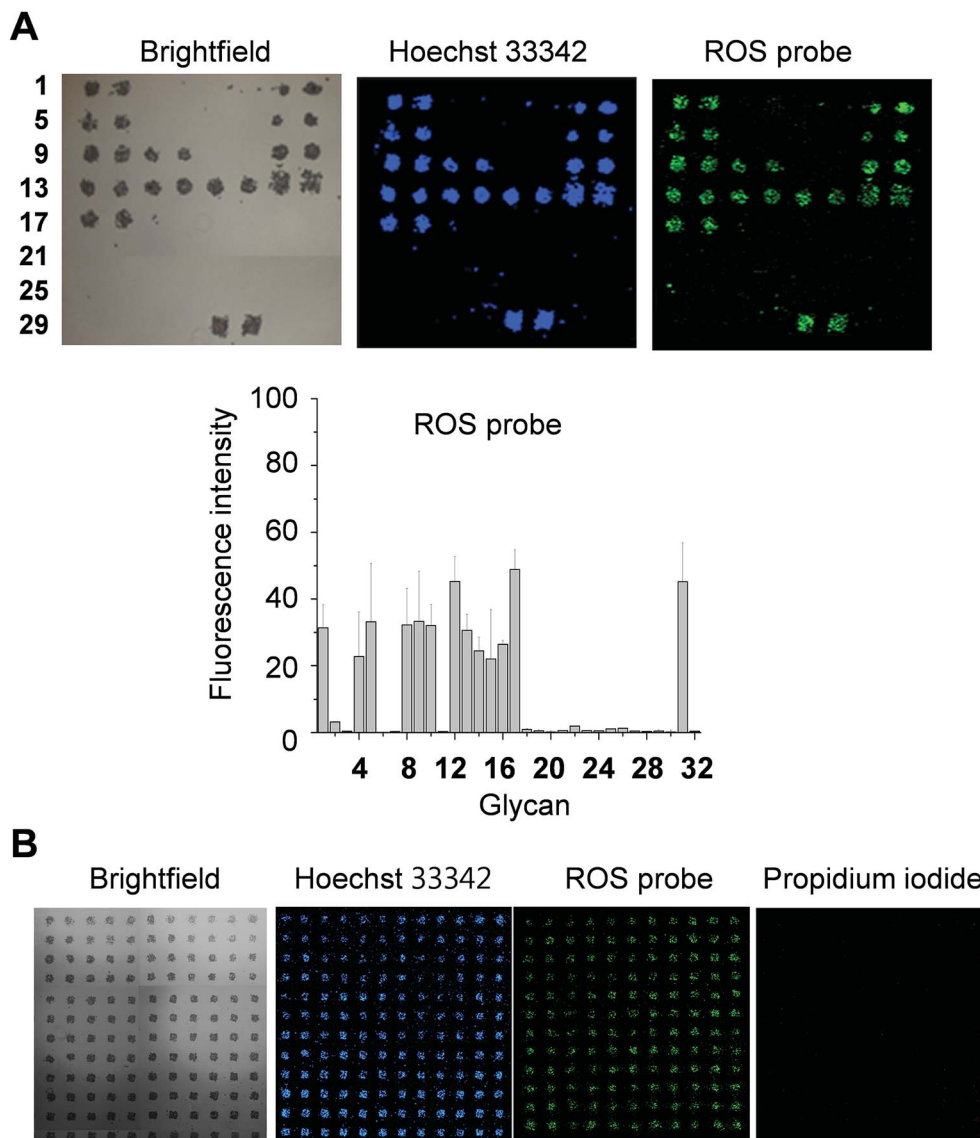 A
Brightfield Hoechst 33342 ROS probe
1
5
9
13
17
21
25
29
ROS probe
Fluorescence intensity
100
80
60
40
20
0
4 8 12 16 20 24 28 32
Glycan
B
Brightfield Hoechst 33342 ROS probe Propidium iodide